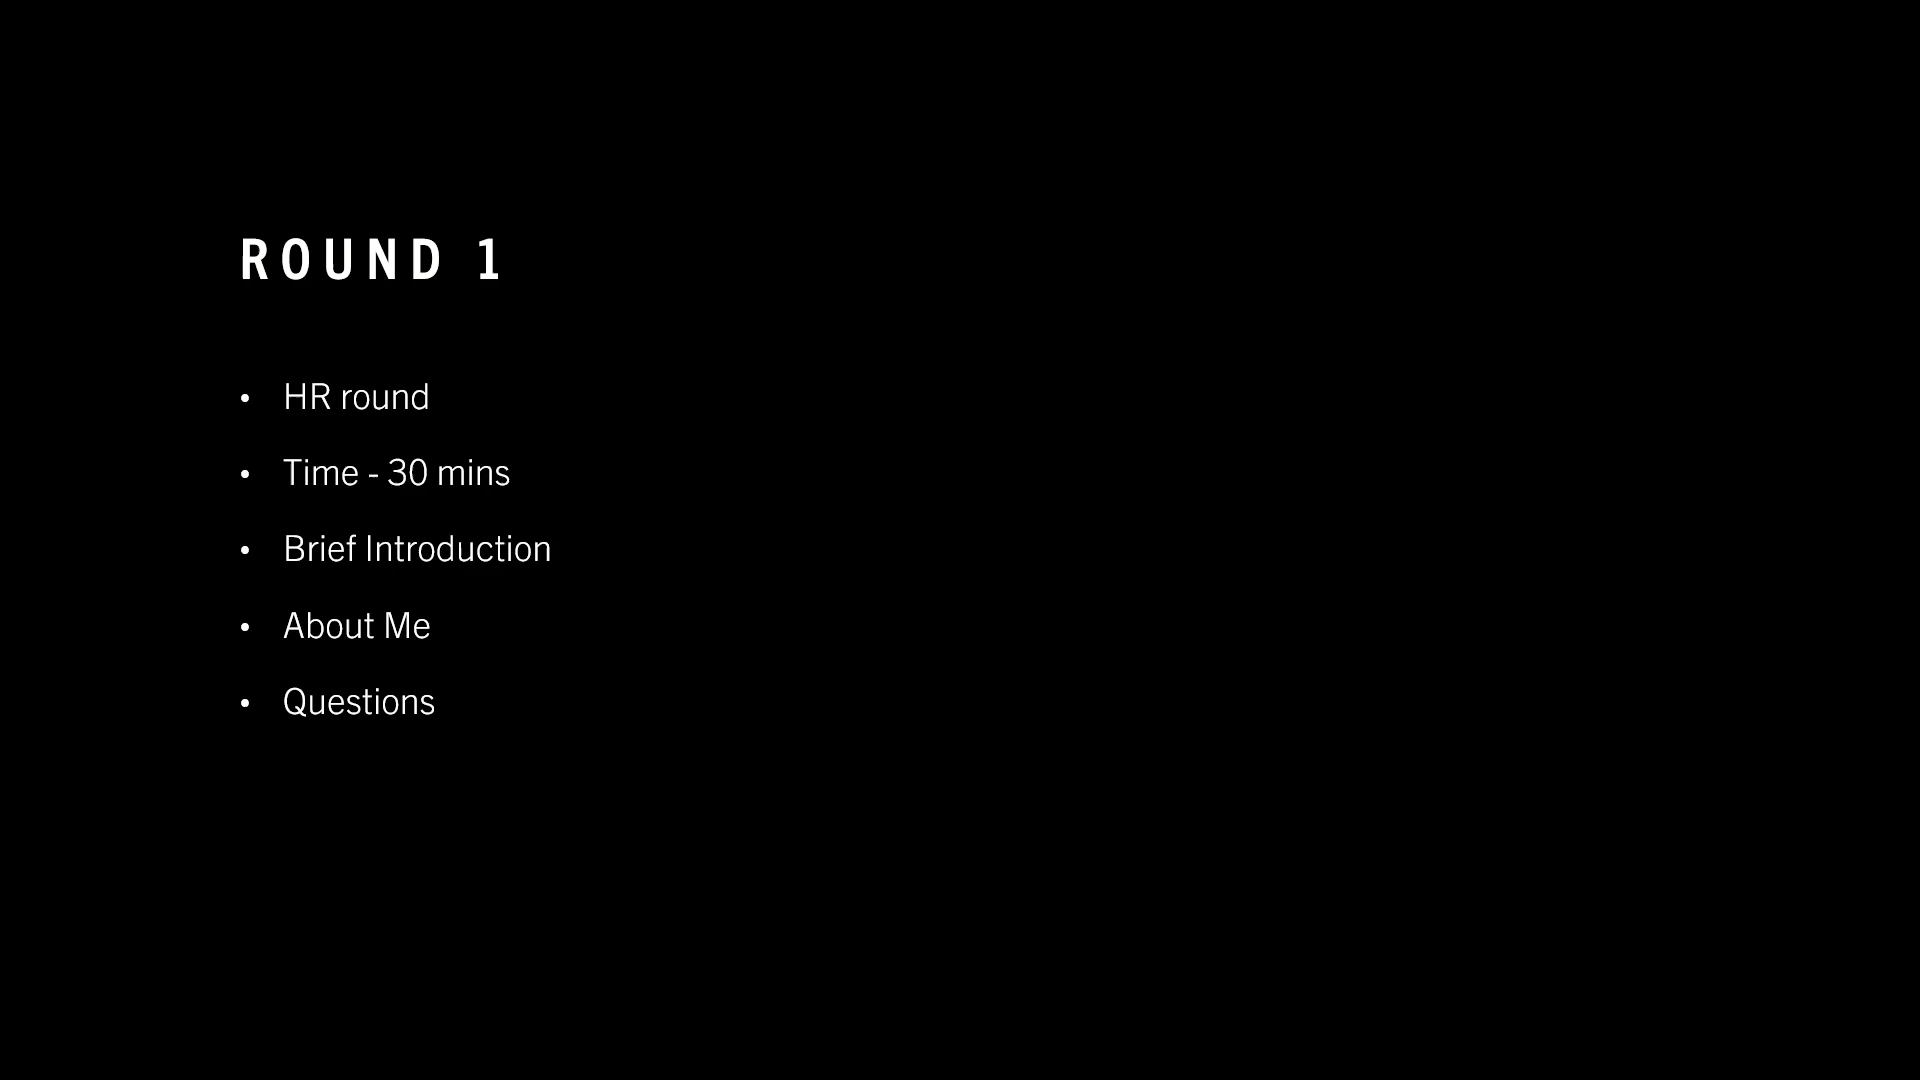 ROUND 1
• HR round
• Time - 30 mins
• Brief Introduction
• About Me
• Questions